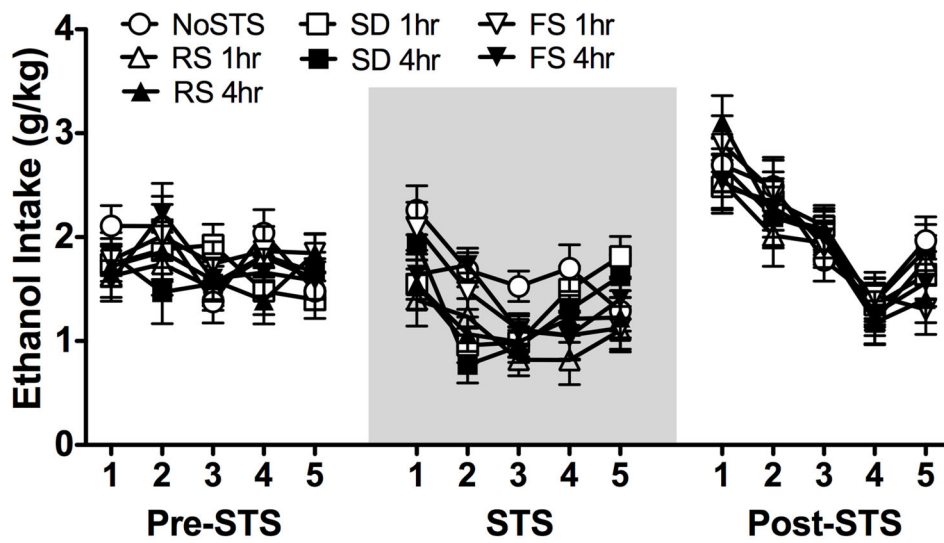 4
NoSTS SD 1hr FS 1hr
RS 1hr SD 4hr FS 4hr
RS 4hr
3
2
1
0
Ethanol Intake (g/kg)
1 2 3 4 5 1 2 3 4 5 1 2 3 4 5
Pre-STS STS Post-STS